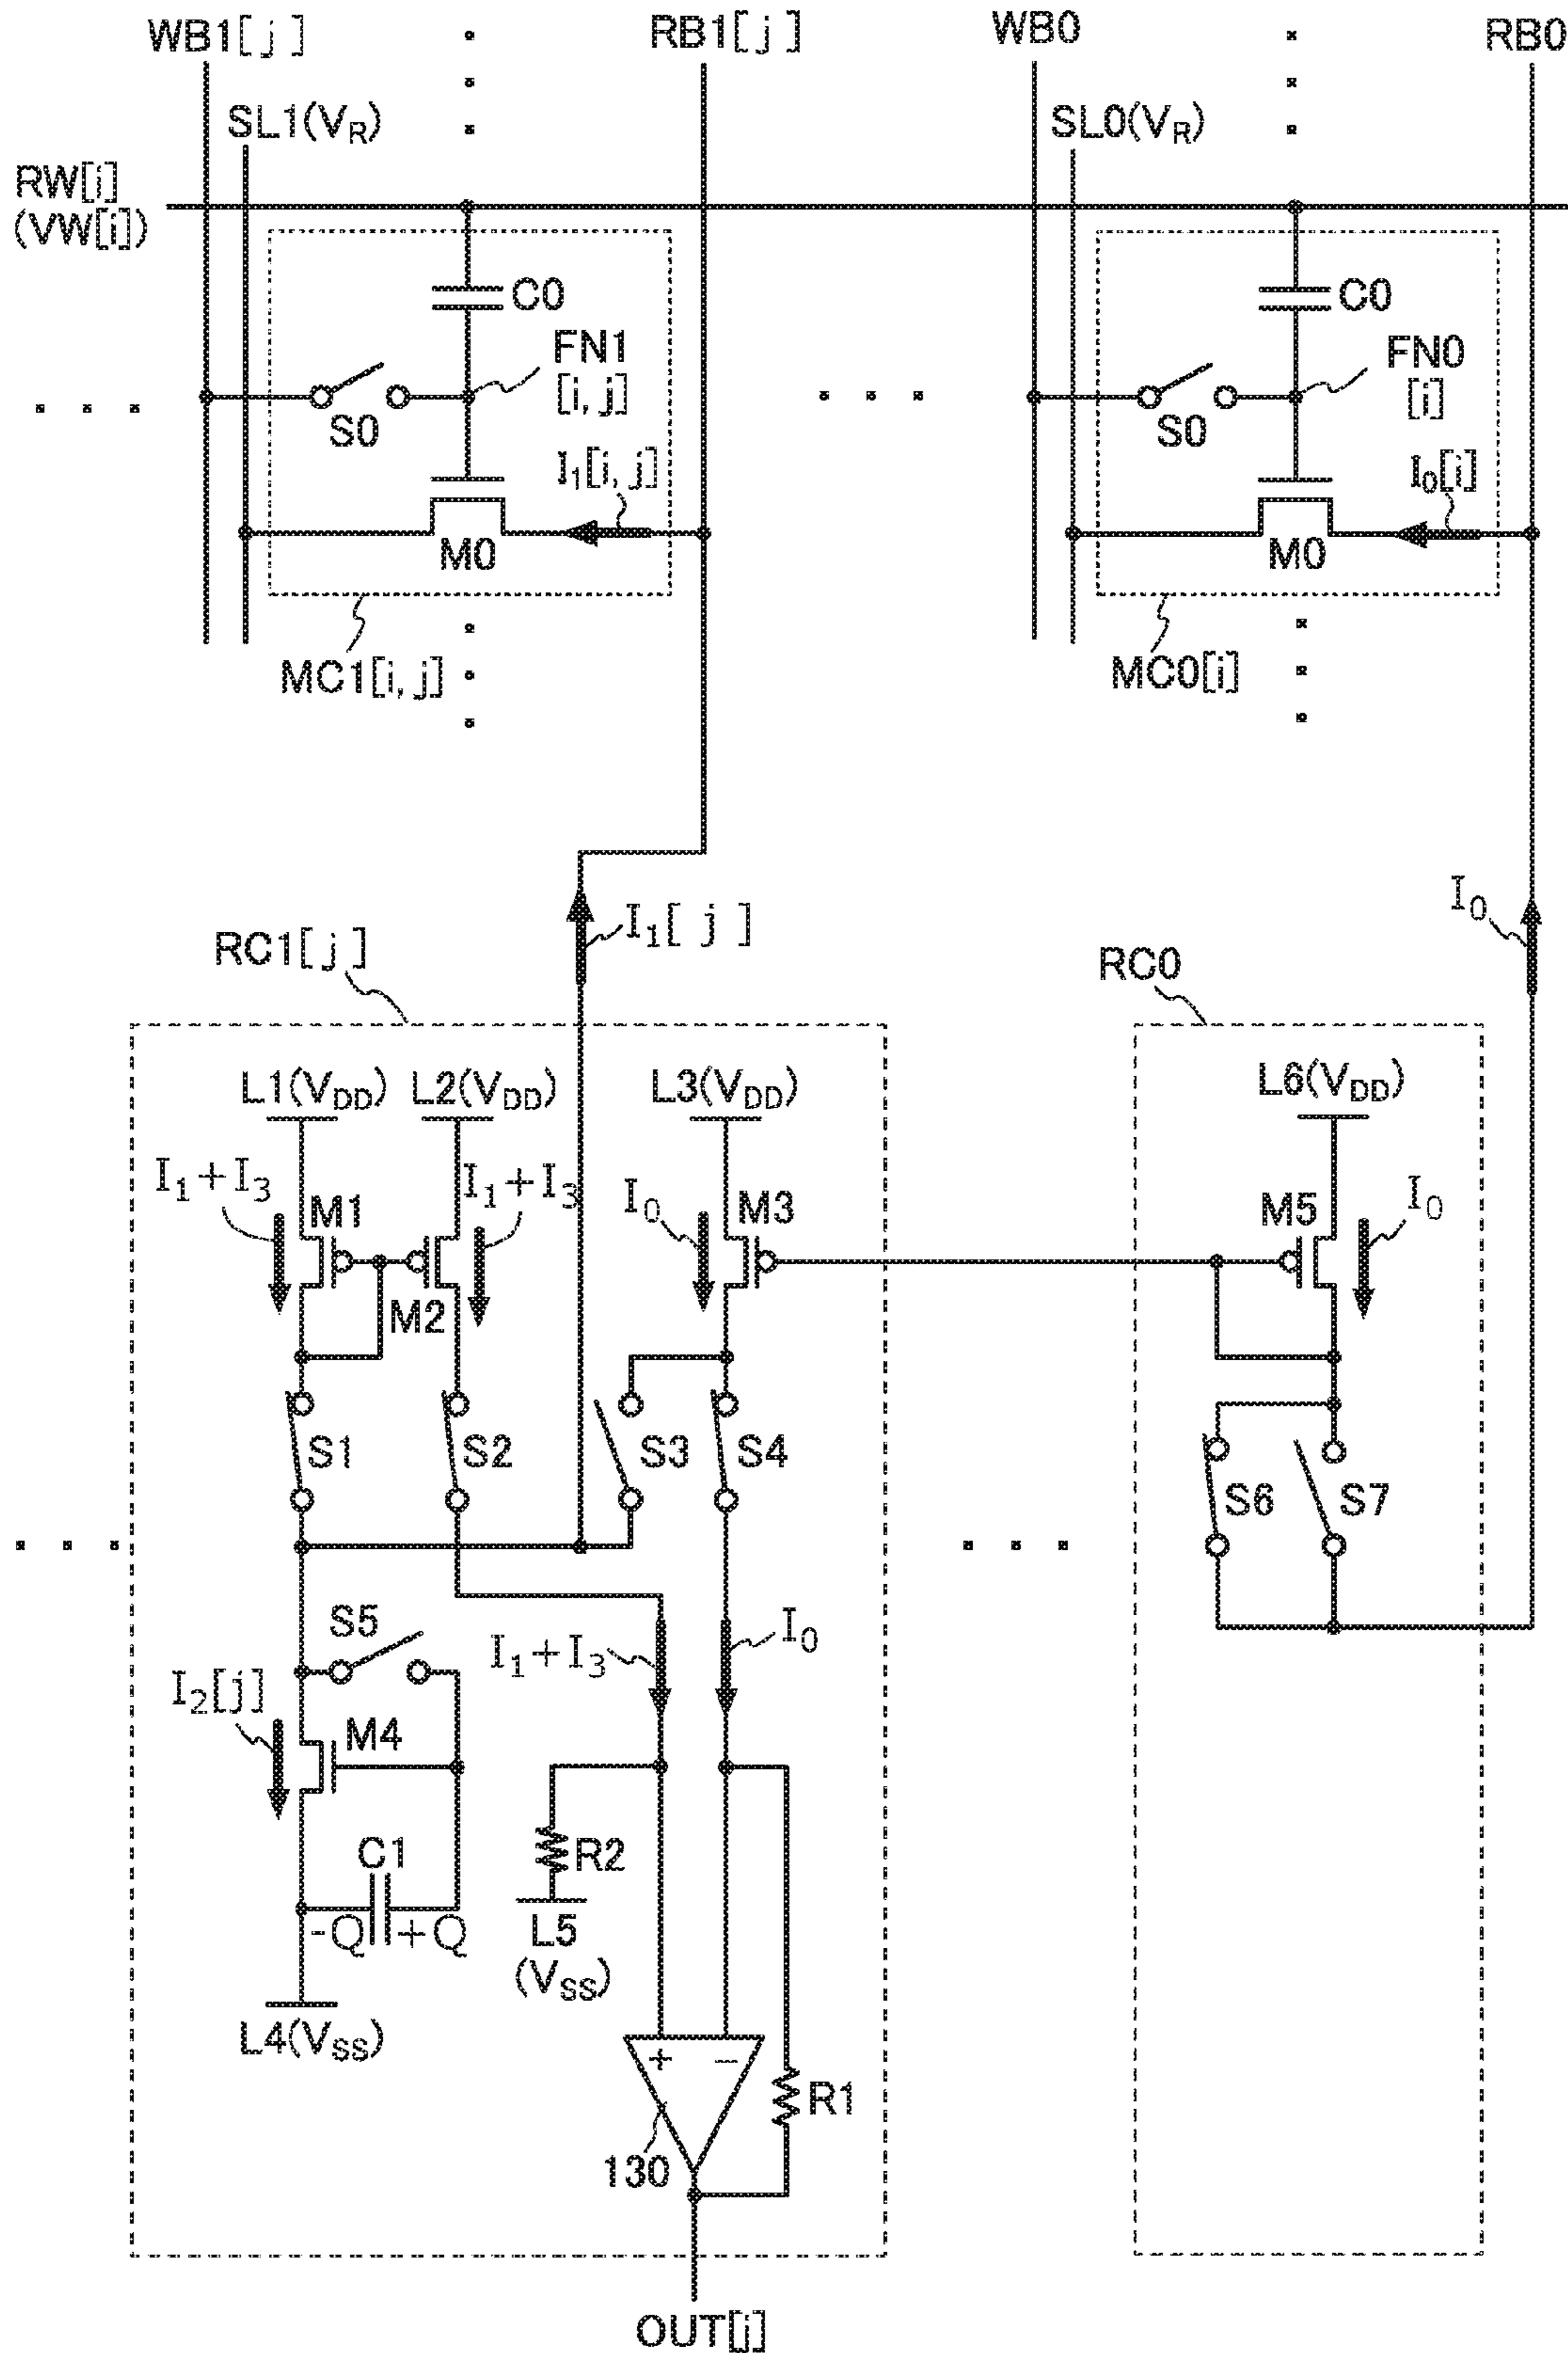 WB1[j] RB1[j] WB0 RB0
SL1(VR) SL0(VR)
RW[i]
(VW[i])
C0 C0
FN1
[i, j]
FN0
[i]
S0 S0
I1[i, j] I0[i]
M0 M0
MC1[i, j] MC0[i]
I1[ j ] I0
RC1[j] RC0
L1(VDD) L2(VDD) L3(VDD) L6(VDD)
I1+I3 I1+I3 I0 I0
M1 M2 M3 M5
S1 S2 S3 S4 S6 S7
S5
I1+I3 I0
I2[j]
M4
C1 R2
-Q +Q
L5
(VSS)
L4(VSS)
+ −
R1
130
OUT[j]